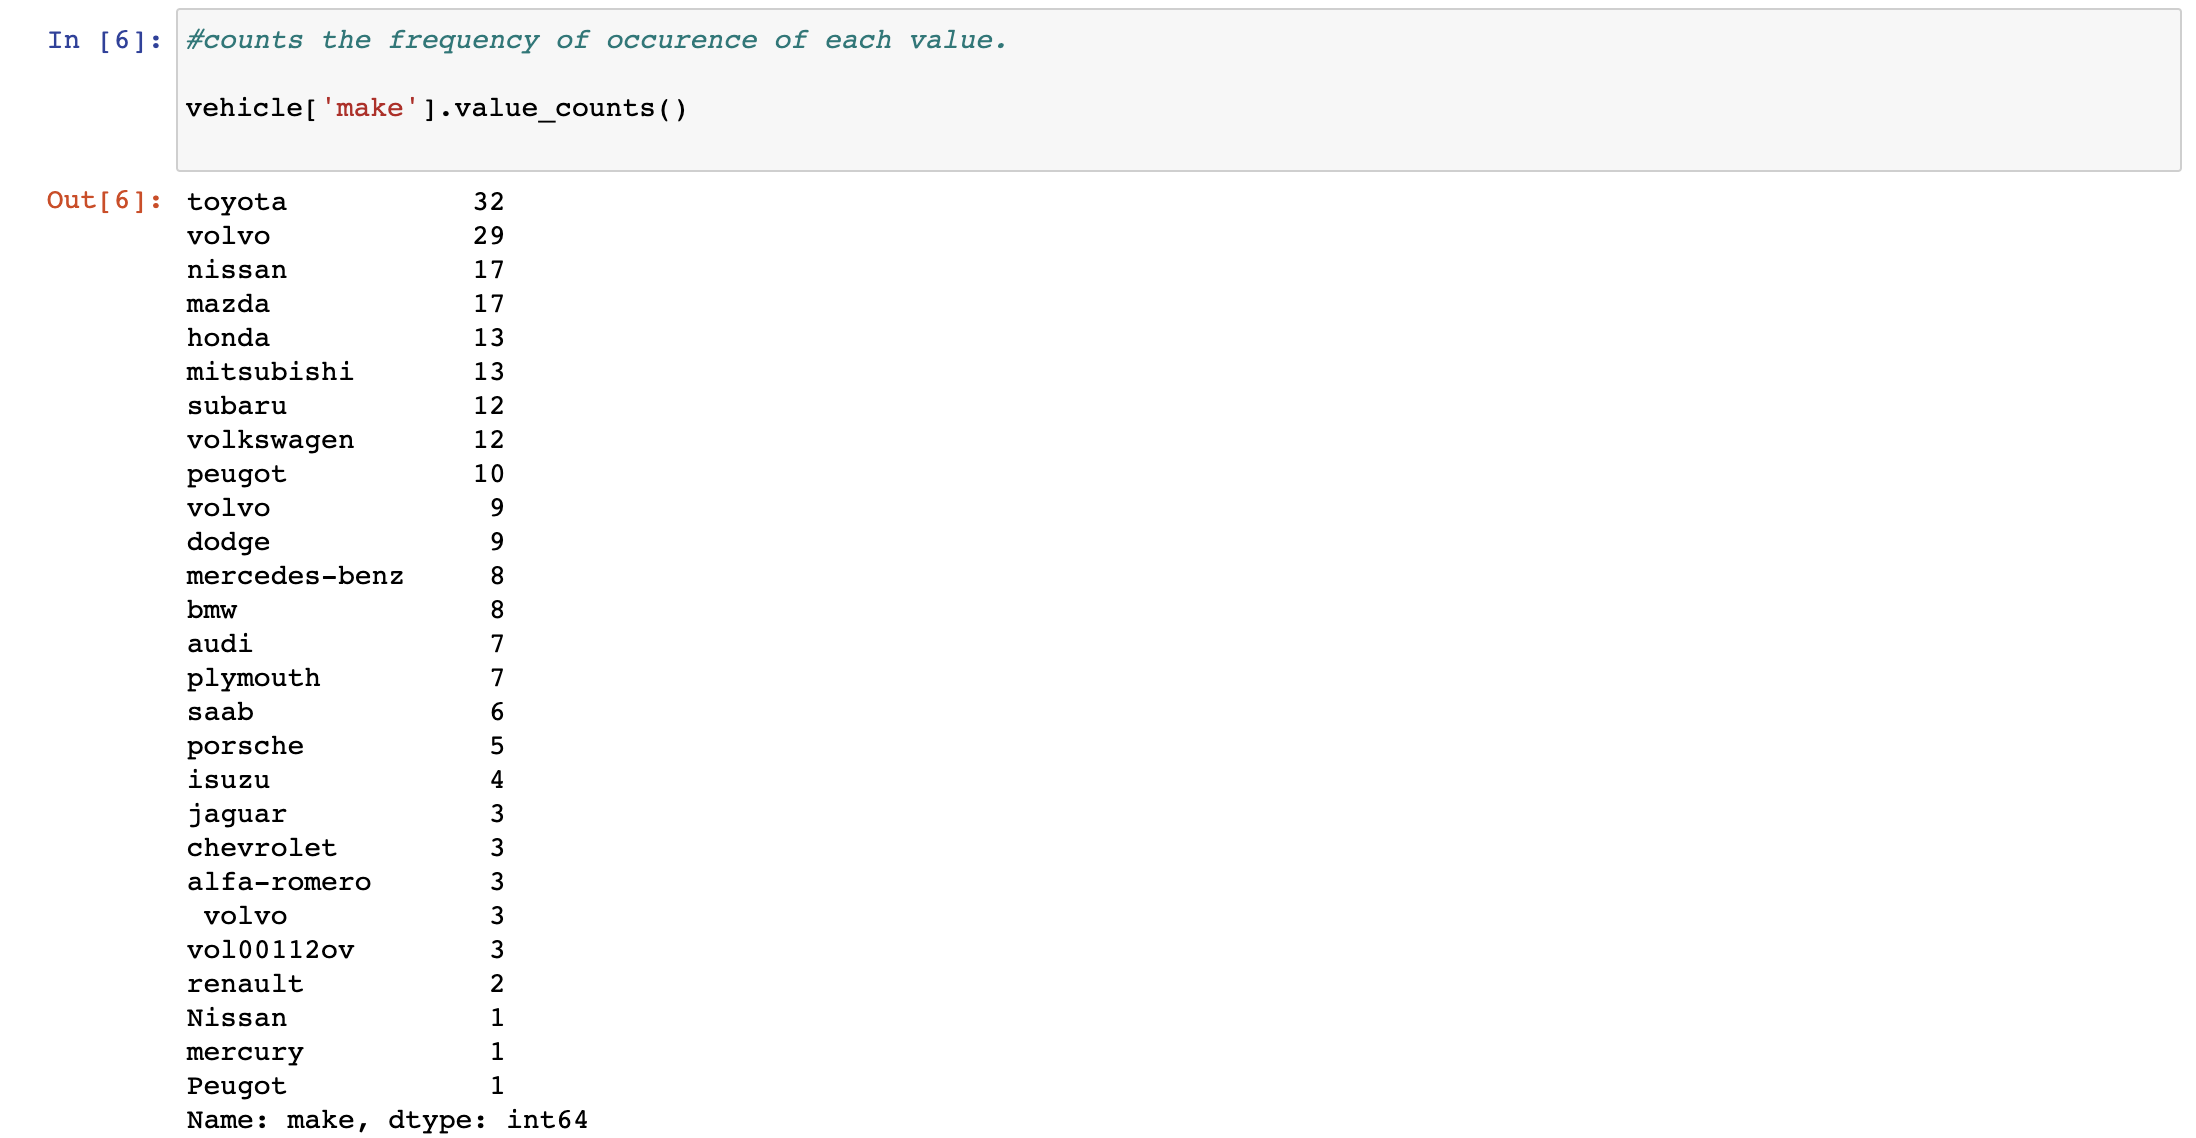 In [6]: #counts the frequency of occurence of each value.
vehicle['make'].value_counts()
Out[6]: toyota 32
volvo 29
nissan 17
mazda 17
honda 13
mitsubishi 13
subaru 12
volkswagen 12
peugot 10
volvo 9
dodge 9
mercedes-benz 8
bmw 8
audi 7
plymouth 7
saab 6
porsche 5
isuzu 4
jaguar 3
chevrolet 3
alfa-romero 3
 volvo 3
vol00112ov 3
renault 2
Nissan 1
mercury 1
Peugot 1
Name: make, dtype: int64